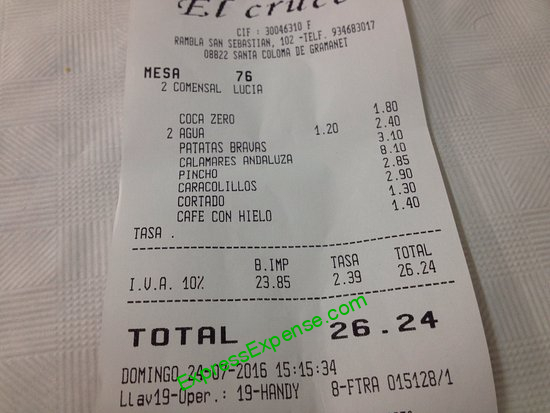 El cruce
CIF : 30046310 F
RAMBLA SAN SEBASTIAN, 102 -TELF. 934683017
08822 SANTA COLOMA DE GRAMANET
MESA 76
2 COMENSAL LUCIA
COCA ZERO 1.80
2 AGUA 1.20 2.40
PATATAS BRAVAS 3.10
CALAMARES ANDALUZA 8.10
PINCHO 2.85
CARACOLILLOS 2.90
CORTADO 1.30
CAFE CON HIELO 1.40
TASA .
B.IMP TASA TOTAL
I.V.A. 10% 23.85 2.39 26.24
TOTAL 26.24
ExpressExpense.com
DOMINGO 24-07-2016 15:15:34
Llav19-Oper.: 19-HANDY 8-FTRA 015128/1